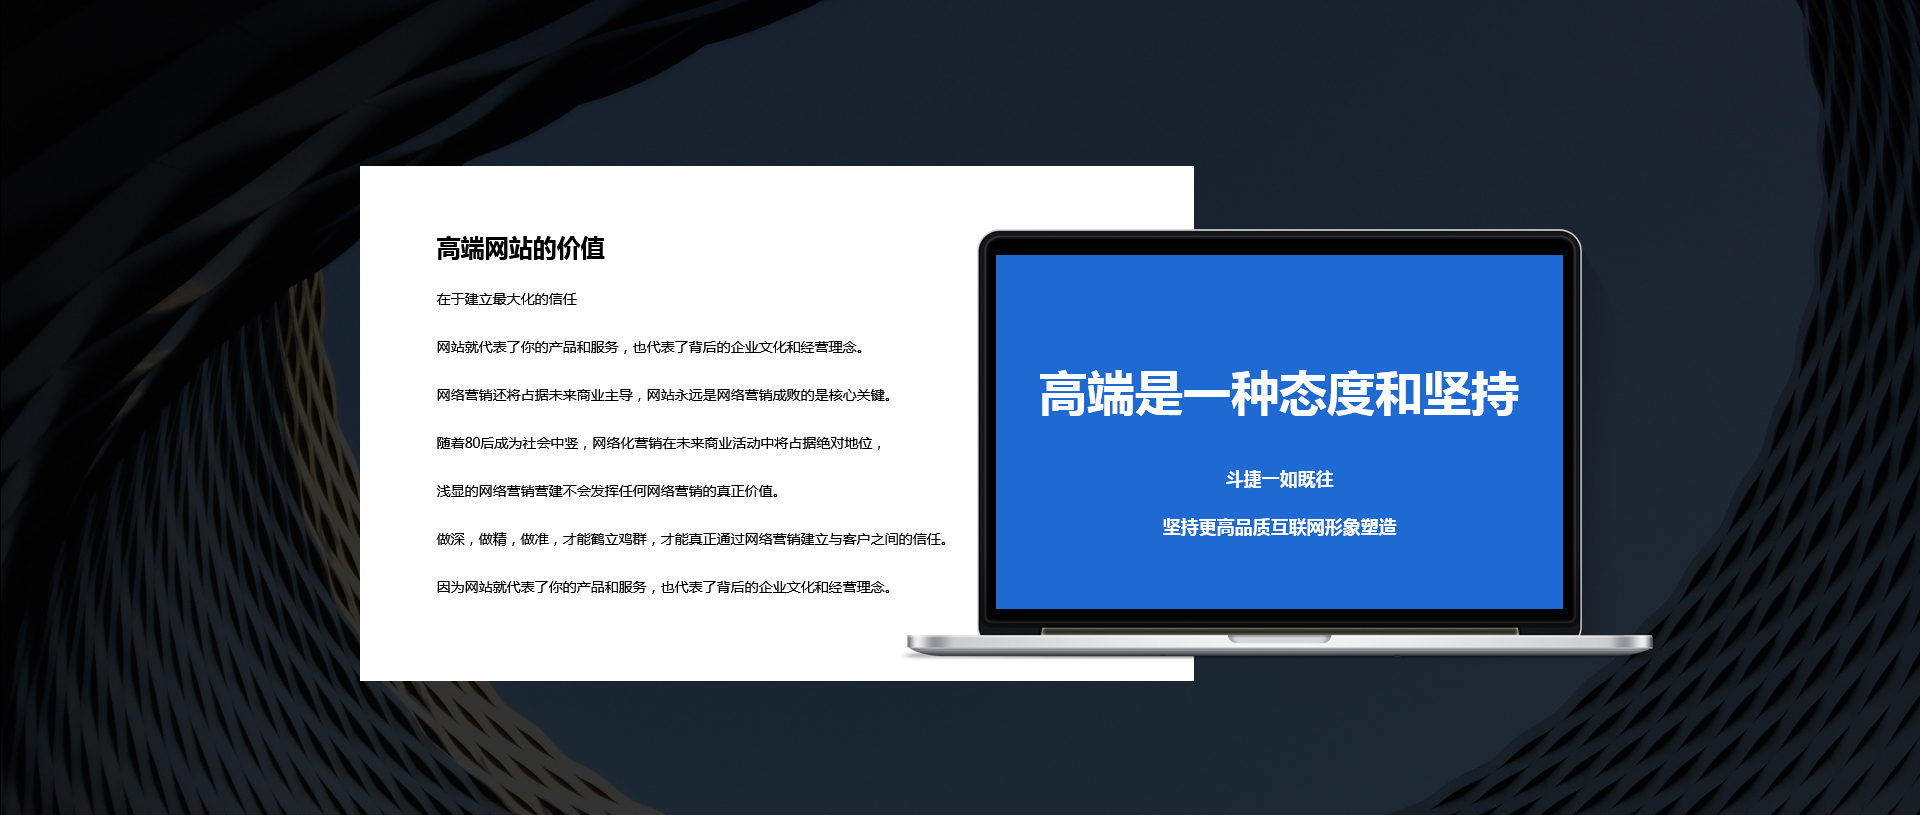 高端网站的价值
在于建立最大化的信任
网站就代表了你的产品和服务，也代表了背后的企业文化和经营理念。
网络营销还将占据未来商业主导，网站永远是网络营销成败的是核心关键。
随着80后成为社会中竖，网络化营销在未来商业活动中将占据绝对地位，
浅显的网络营销营建不会发挥任何网络营销的真正价值。
做深，做精，做准，才能鹤立鸡群，才能真正通过网络营销建立与客户之间的信任。
因为网站就代表了你的产品和服务，也代表了背后的企业文化和经营理念。
高端是一种态度和坚持
斗捷一如既往
坚持更高品质互联网形象塑造